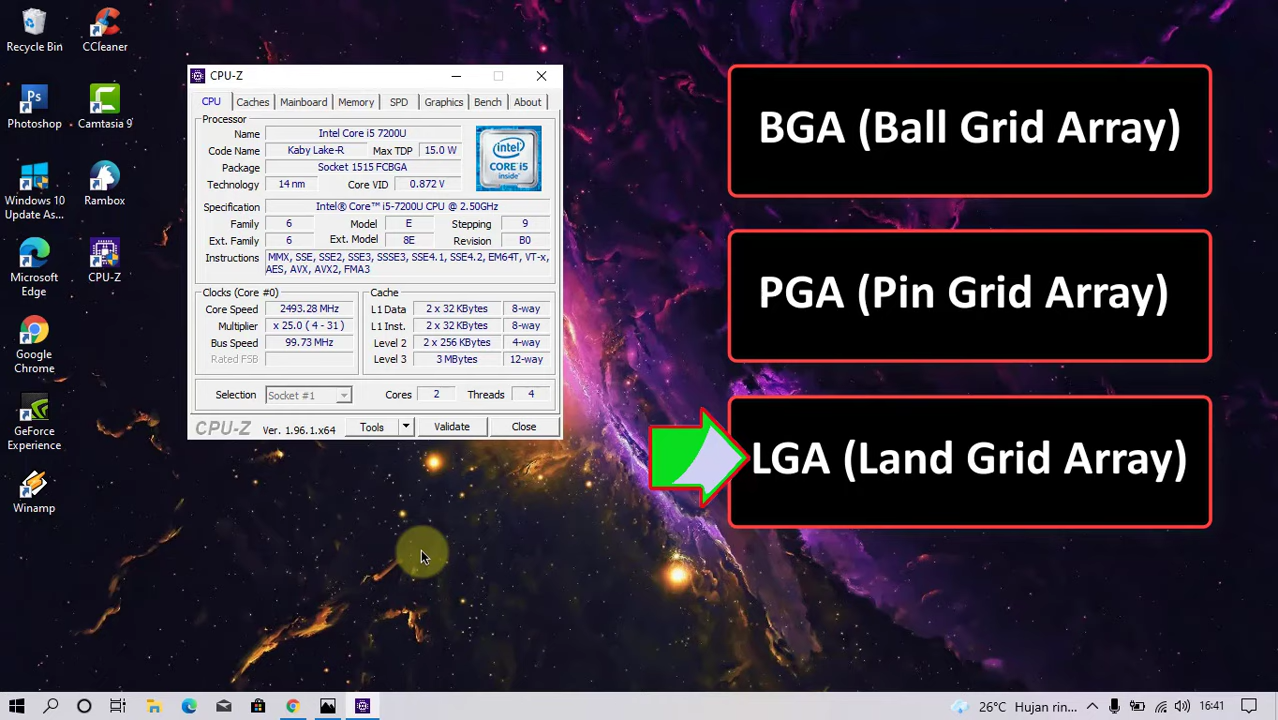 Recycle Bin
CCleaner
Photoshop
Camtasia 9
Windows 10
Update As...
Rambox
Microsoft
Edge
CPU-Z
Google
Chrome
GeForce
Experience
Winamp
CPU-Z
CPU Caches Mainboard Memory SPD Graphics Bench About
Processor
Name Intel Core i5 7200U
Code Name Kaby Lake-R Max TDP 15.0 W
Package Socket 1515 FCBGA
Technology 14 nm Core VID 0.872 V
intel
CORE i5
inside™
Specification Intel® Core™ i5-7200U CPU @ 2.50GHz
Family 6 Model E Stepping 9
Ext. Family 6 Ext. Model 8E Revision B0
Instructions MMX, SSE, SSE2, SSE3, SSSE3, SSE4.1, SSE4.2, EM64T, VT-x,
AES, AVX, AVX2, FMA3
Clocks (Core #0)
Core Speed 2493.28 MHz
Multiplier x 25.0 ( 4 - 31 )
Bus Speed 99.73 MHz
Rated FSB
Cache
L1 Data 2 x 32 KBytes 8-way
L1 Inst. 2 x 32 KBytes 8-way
Level 2 2 x 256 KBytes 4-way
Level 3 3 MBytes 12-way
Selection Socket #1 Cores 2 Threads 4
CPU-Z Ver. 1.96.1.x64 Tools Validate Close
BGA (Ball Grid Array)
PGA (Pin Grid Array)
LGA (Land Grid Array)
Ps
26°C Hujan rin... 16:41